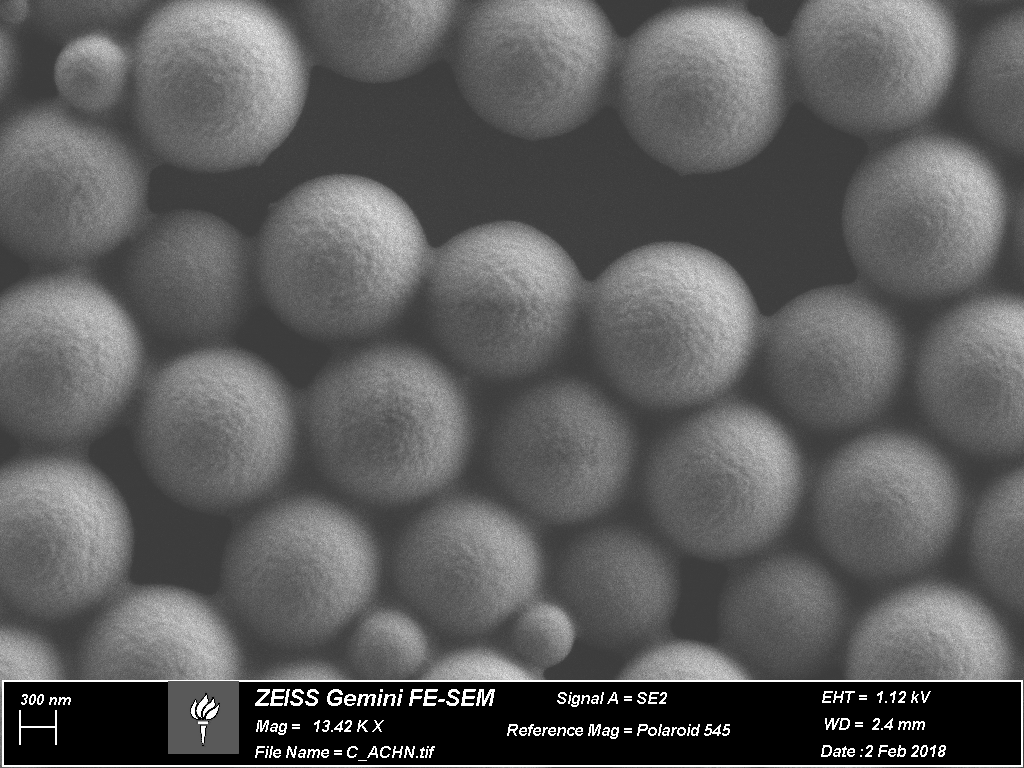 300 nm
ZEISS Gemini FE-SEM
Mag = 13.42 K X
File Name = C_ACHN.tif
Signal A = SE2
Reference Mag = Polaroid 545
EHT = 1.12 kV
WD = 2.4 mm
Date :2 Feb 2018